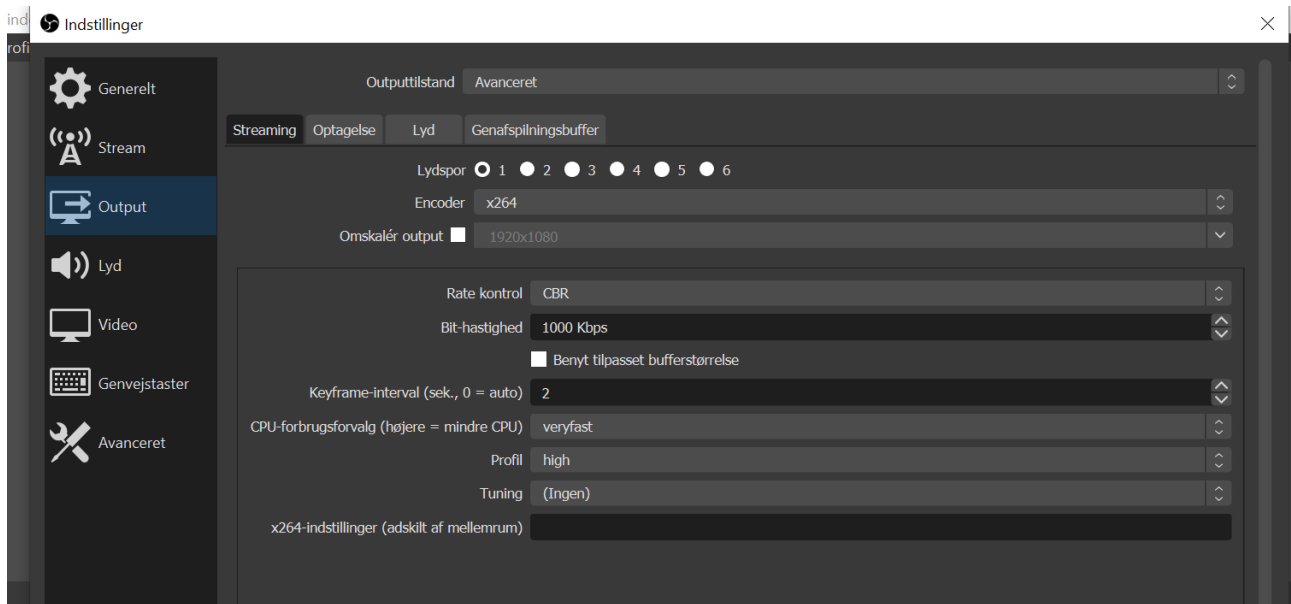 ind
Indstillinger
rofi
Generelt
Stream
Output
Lyd
Video
Genvejstaster
Avanceret
Outputtilstand Avanceret
Streaming Optagelse Lyd Genafspilningsbuffer
Lydspor 1 2 3 4 5 6
Encoder x264
Omskalér output 1920x1080
Rate kontrol CBR
Bit-hastighed 1000 Kbps
Benyt tilpasset bufferstørrelse
Keyframe-interval (sek., 0 = auto) 2
CPU-forbrugsforvalg (højere = mindre CPU) veryfast
Profil high
Tuning (Ingen)
x264-indstillinger (adskilt af mellemrum)